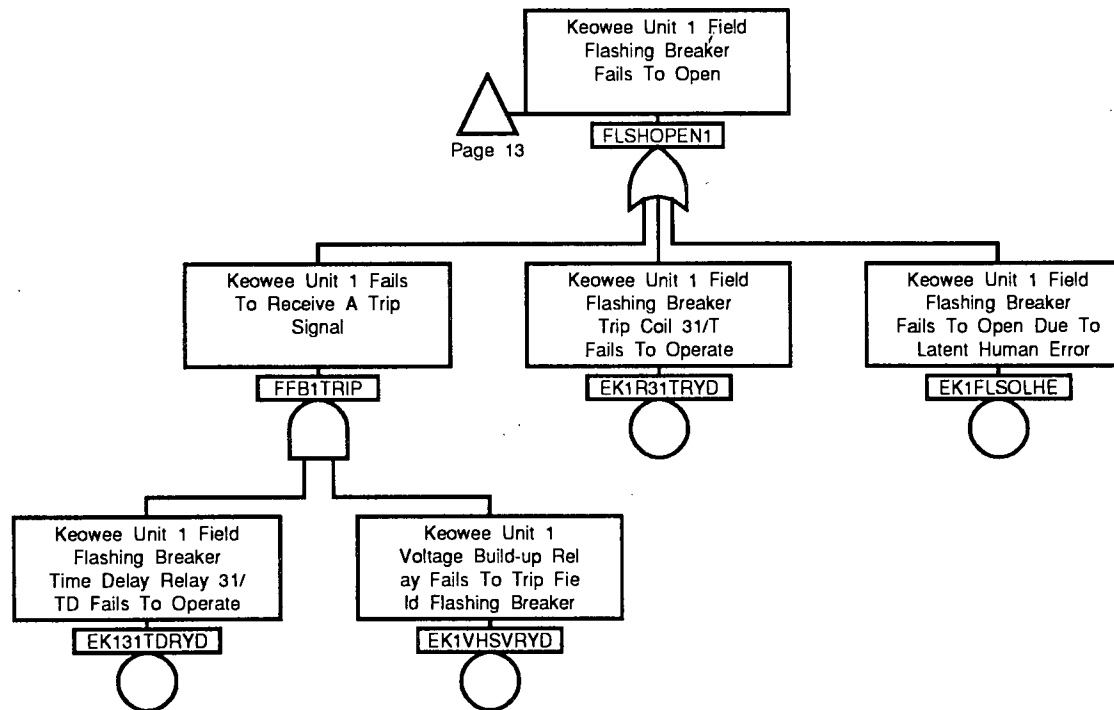 Keowee Unit 1 Field
Flashing Breaker
Fails To Open
Page 13
FLSHOPEN1
Keowee Unit 1 Fails
To Receive A Trip
Signal
FFB1TRIP
Keowee Unit 1 Field
Flashing Breaker
Trip Coil 31/T
Fails To Operate
EK1R31TRYD
Keowee Unit 1 Field
Flashing Breaker
Fails To Open Due To
Latent Human Error
EK1FLSOLHE
Keowee Unit 1 Field
Flashing Breaker
Time Delay Relay 31/
TD Fails To Operate
EK131TDRYD
Keowee Unit 1
Voltage Build-up Rel
ay Fails To Trip Fie
ld Flashing Breaker
EK1VHSVRYD